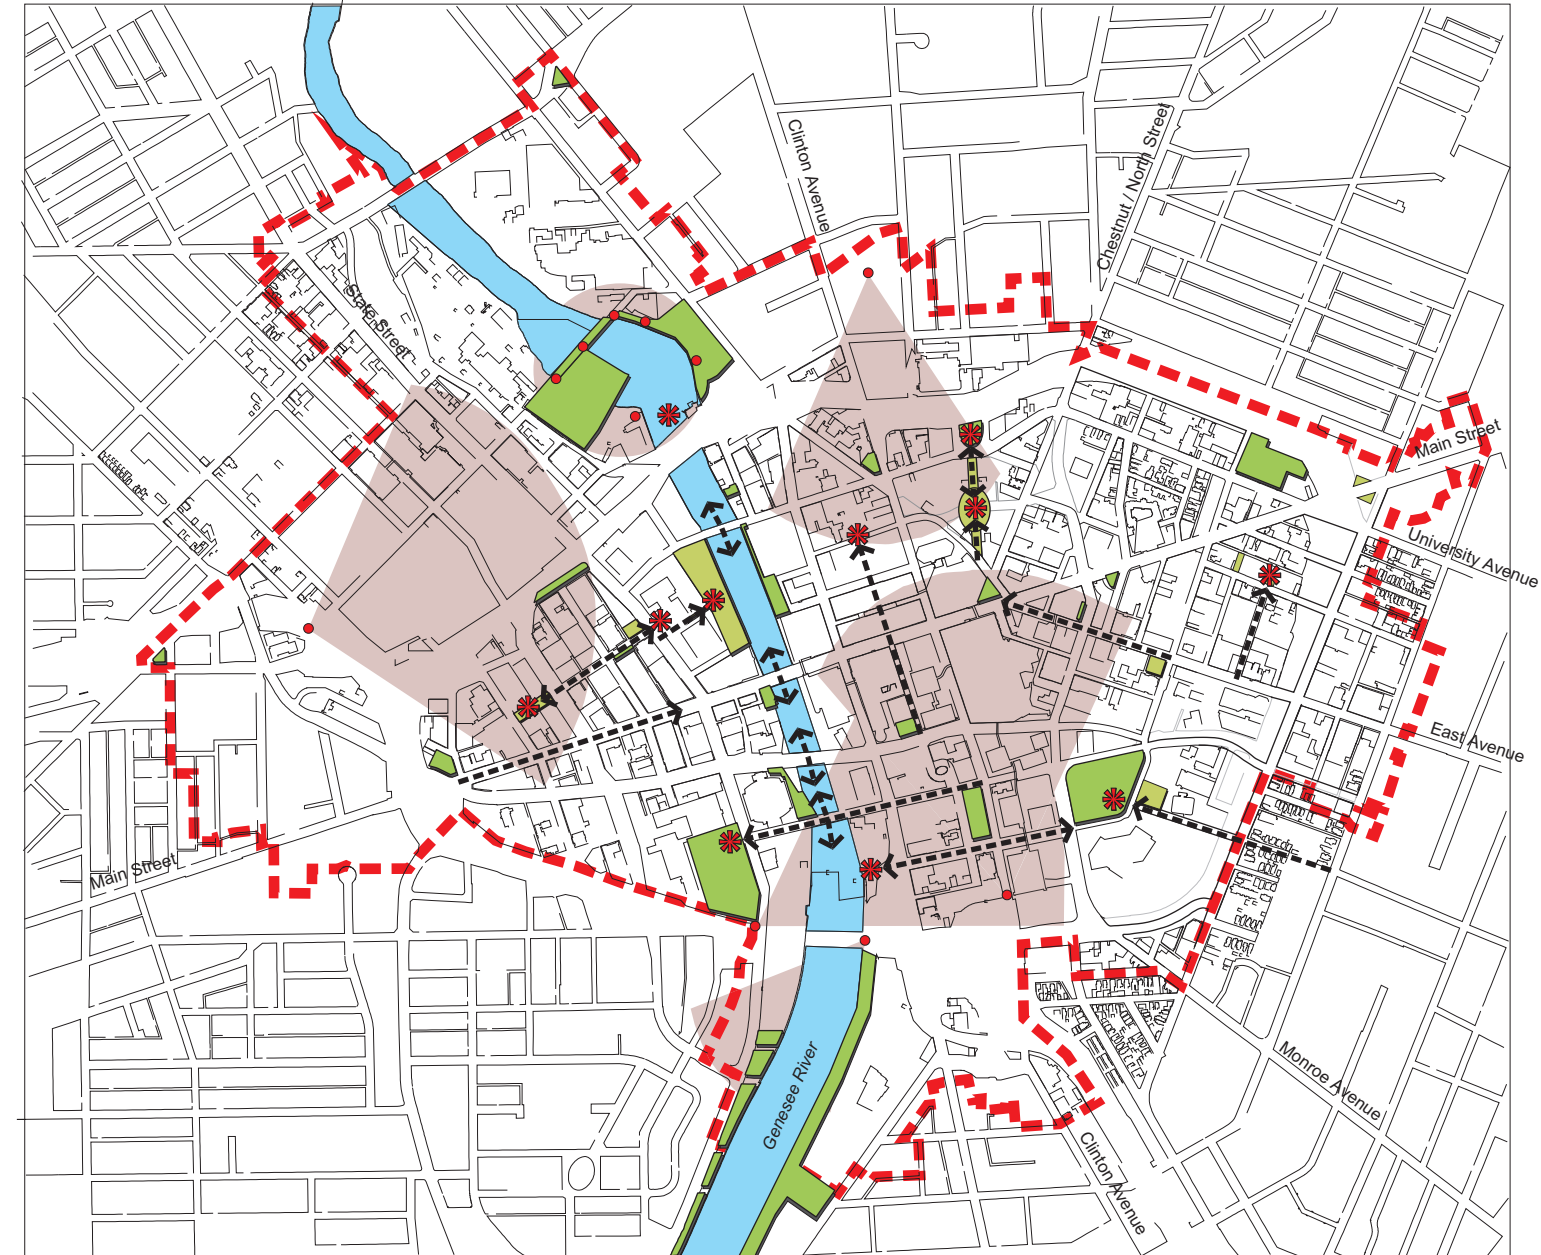 Clinton Avenue
Chestnut / North Street
State Street
Main Street
University Avenue
East Avenue
Main Street
Genesee River
Monroe Avenue
Clinton Avenue